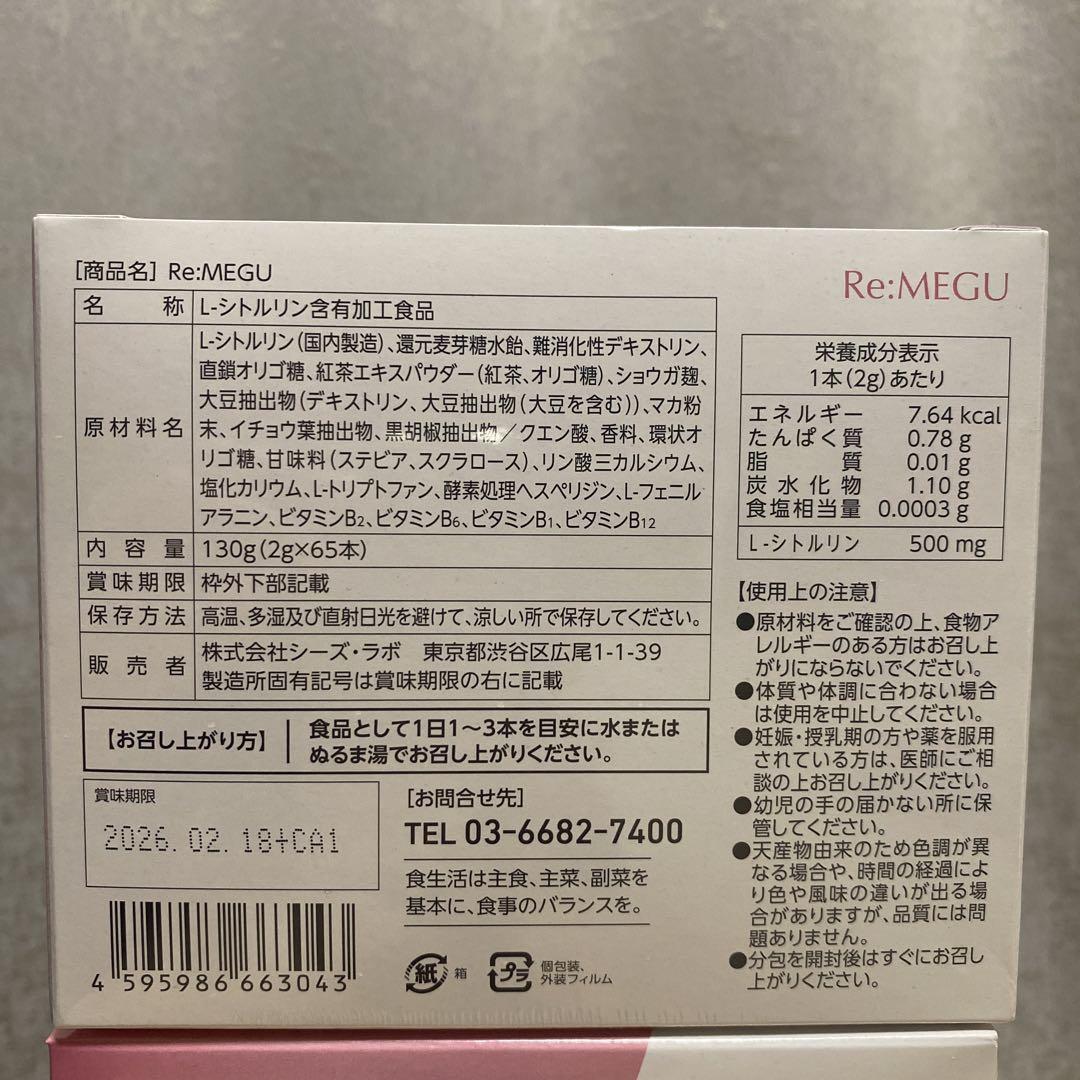 [商品名] Re:MEGU
名 称 L-シトルリン含有加工食品
原材料名
L-シトルリン(国内製造)、還元麦芽糖水飴、難消化性デキストリン、
直鎖オリゴ糖、紅茶エキスパウダー(紅茶、オリゴ糖)、ショウガ麹、
大豆抽出物(デキストリン、大豆抽出物(大豆を含む))、マカ粉
末、イチョウ葉抽出物、黒胡椒抽出物／クエン酸、香料、環状オ
リゴ糖、甘味料(ステビア、スクラロース)、リン酸三カルシウム、
塩化カリウム、L-トリプトファン、酵素処理ヘスペリジン、L-フェニル
アラニン、ビタミンB2、ビタミンB6、ビタミンB1、ビタミンB12
内容量 130g(2g×65本)
賞味期限 枠外下部記載
保存方法 高温、多湿及び直射日光を避けて、涼しい所で保存してください。
販売者
株式会社シーズ・ラボ 東京都渋谷区広尾1-1-39
製造所固有記号は賞味期限の右に記載
【お召し上がり方】
食品として1日1～3本を目安に水または
ぬるま湯でお召し上がりください。
賞味期限
2026.02.18+CA1
4 595986 663043
[お問合せ先]
TEL 03-6682-7400
食生活は主食、主菜、副菜を
基本に、食事のバランスを。
紙 箱
プラ 個包装、
外装フィルム
Re:MEGU
栄養成分表示
1本(2g)あたり
エネルギー 7.64 kcal
たんぱく質 0.78 g
脂 質 0.01 g
炭水化物 1.10 g
食塩相当量 0.0003 g
L-シトルリン 500 mg
【使用上の注意】
●原材料をご確認の上、食物ア
レルギーのある方はお召し上
がりにならないでください。
●体質や体調に合わない場合
は使用を中止してください。
●妊娠・授乳期の方や薬を服用
されている方は、医師にご相
談の上お召し上がりください。
●幼児の手の届かない所に保
管してください。
●天産物由来のため色調が異
なる場合や、時間の経過によ
り色や風味の違いが出る場
合がありますが、品質には問
題ありません。
●分包を開封後はすぐにお召し
上がりください。